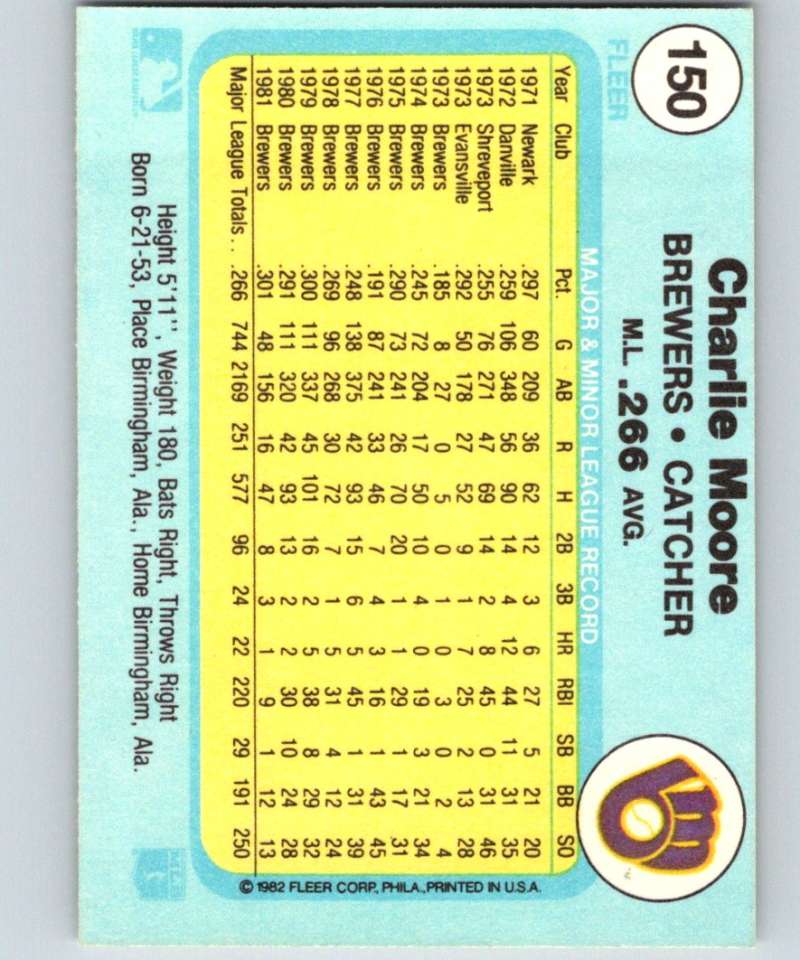 150
FLEER
Charlie Moore
BREWERS • CATCHER
M.L. .266 AVG.
MAJOR & MINOR LEAGUE RECORD
Year Club Pct. G AB R H 2B 3B HR RBI SB BB SO
1971 Newark .297 60 209 36 62 12 3 6 27 5 21 20
1972 Danville .259 106 348 56 90 14 4 12 44 11 31 35
1973 Shreveport .255 76 271 47 69 14 2 8 45 0 31 46
1973 Evansville .292 50 178 27 52 9 1 7 25 2 13 28
1973 Brewers .185 8 27 0 5 0 1 0 3 0 2 4
1974 Brewers .245 72 204 17 50 10 4 0 19 3 21 34
1975 Brewers .290 73 241 26 70 20 1 1 29 1 17 31
1976 Brewers .191 87 241 33 46 7 4 3 16 1 43 45
1977 Brewers .248 138 375 42 93 15 6 5 45 1 31 39
1978 Brewers .269 96 268 30 72 7 1 5 31 4 12 24
1979 Brewers .300 111 337 45 101 16 2 5 38 8 29 32
1980 Brewers .291 111 320 42 93 13 2 2 30 10 24 28
1981 Brewers .301 48 156 16 47 8 3 1 9 1 12 13
Major League Totals . . .266 744 2169 251 577 96 24 22 220 29 191 250
© 1982 FLEER CORP., PHILA., PRINTED IN U.S.A.
Height 5'11'', Weight 180, Bats Right, Throws Right
Born 6-21-53, Place Birmingham, Ala., Home Birmingham, Ala.